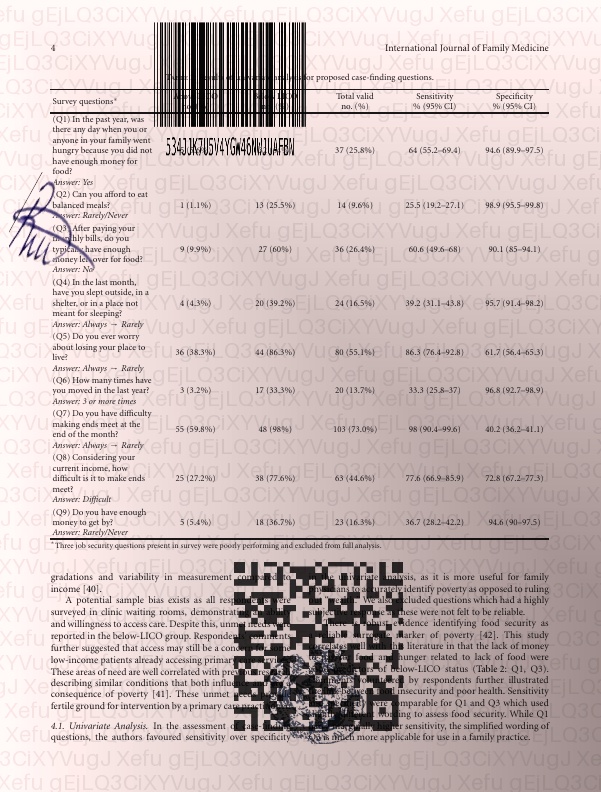 4
International Journal of Family Medicine
for proposed case-finding questions.
Survey questions* Total valid no. (%) Sensitivity % (95% CI) Specificity % (95% CI)
534JJK7U5V4YGW46NWJUAFBN
(Q1) In the past year, was
there any day when you or
anyone in your family went
hungry because you did not
have enough money for
food?
Answer: Yes
37 (25.8%) 64 (55.2–69.4) 94.6 (89.9–97.5)
(Q2) Can you afford to eat
balanced meals?
Answer: Rarely/Never
1 (1.1%) 13 (25.5%) 14 (9.6%) 25.5 (19.2–27.1) 98.9 (95.5–99.8)
(Q3) After paying your
monthly bills, do you
typically have enough
money left over for food?
Answer: No
9 (9.9%) 27 (60%) 36 (26.4%) 60.6 (49.6–68) 90.1 (85–94.1)
(Q4) In the last month,
have you slept outside, in a
shelter, or in a place not
meant for sleeping?
Answer: Always → Rarely
4 (4.3%) 20 (39.2%) 24 (16.5%) 39.2 (31.1–43.8) 95.7 (91.4–98.2)
(Q5) Do you ever worry
about losing your place to
live?
Answer: Always → Rarely
36 (38.3%) 44 (86.3%) 80 (55.1%) 86.3 (76.4–92.8) 61.7 (56.4–65.3)
(Q6) How many times have
you moved in the last year?
Answer: 3 or more times
3 (3.2%) 17 (33.3%) 20 (13.7%) 33.3 (25.8–37) 96.8 (92.7–98.9)
(Q7) Do you have difficulty
making ends meet at the
end of the month?
Answer: Always → Rarely
55 (59.8%) 48 (98%) 103 (73.0%) 98 (90.4–99.6) 40.2 (36.2–41.1)
(Q8) Considering your
current income, how
difficult is it to make ends
meet?
Answer: Difficult
25 (27.2%) 38 (77.6%) 63 (44.6%) 77.6 (66.9–85.9) 72.8 (67.2–77.3)
(Q9) Do you have enough
money to get by?
Answer: Rarely/Never
5 (5.4%) 18 (36.7%) 23 (16.3%) 36.7 (28.2–42.2) 94.6 (90–97.5)
* Three job security questions present in survey were poorly performing and excluded from full analysis.
gradations and variability in measurement compared to
income [40].
A potential sample bias exists as all respondents were
surveyed in clinic waiting rooms, demonstrating
and willingness to access care. Despite this, unmet needs were
reported in the below-LICO group. Respondents' comments
further suggested that access may still be a concern for some
low-income patients already accessing primary care
These areas of need are well correlated with previous
describing similar conditions that both influence
consequence of poverty [41]. These unmet
fertile ground for intervention by a primary care
4.1. Univariate Analysis. In the assessment of
questions, the authors favoured sensitivity over specificity
in the univariate analysis, as it is more useful for family
physicians to accurately identify poverty as opposed to ruling
We also excluded questions which had a highly
these were not felt to be reliable.
There is robust evidence identifying food security as
marker of poverty [42]. This study
this literature in that the lack of money
hunger related to lack of food were
of below-LICO status (Table 2: Q1, Q3).
by respondents further illustrated
food insecurity and poor health. Sensitivity
were comparable for Q1 and Q3 which used
wording to assess food security. While Q1
sensitivity, the simplified wording of
is much more applicable for use in a family practice.